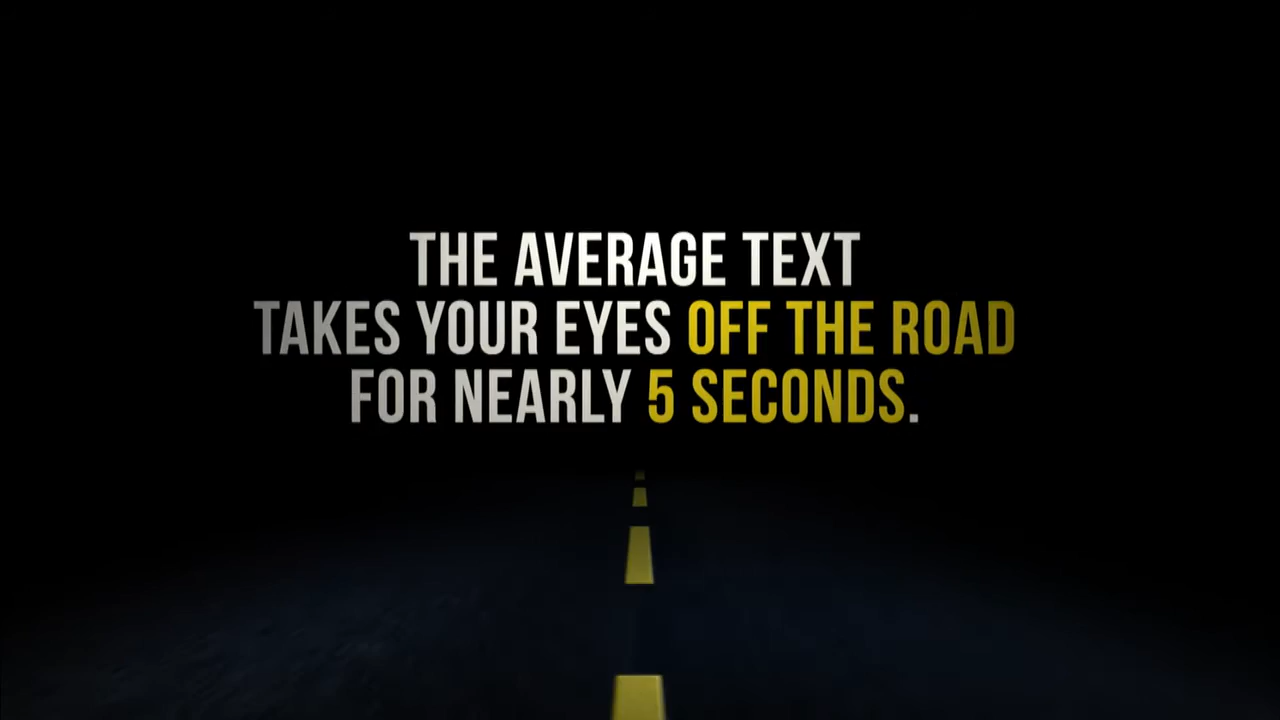 THE AVERAGE TEXT
TAKES YOUR EYES OFF THE ROAD
FOR NEARLY 5 SECONDS.